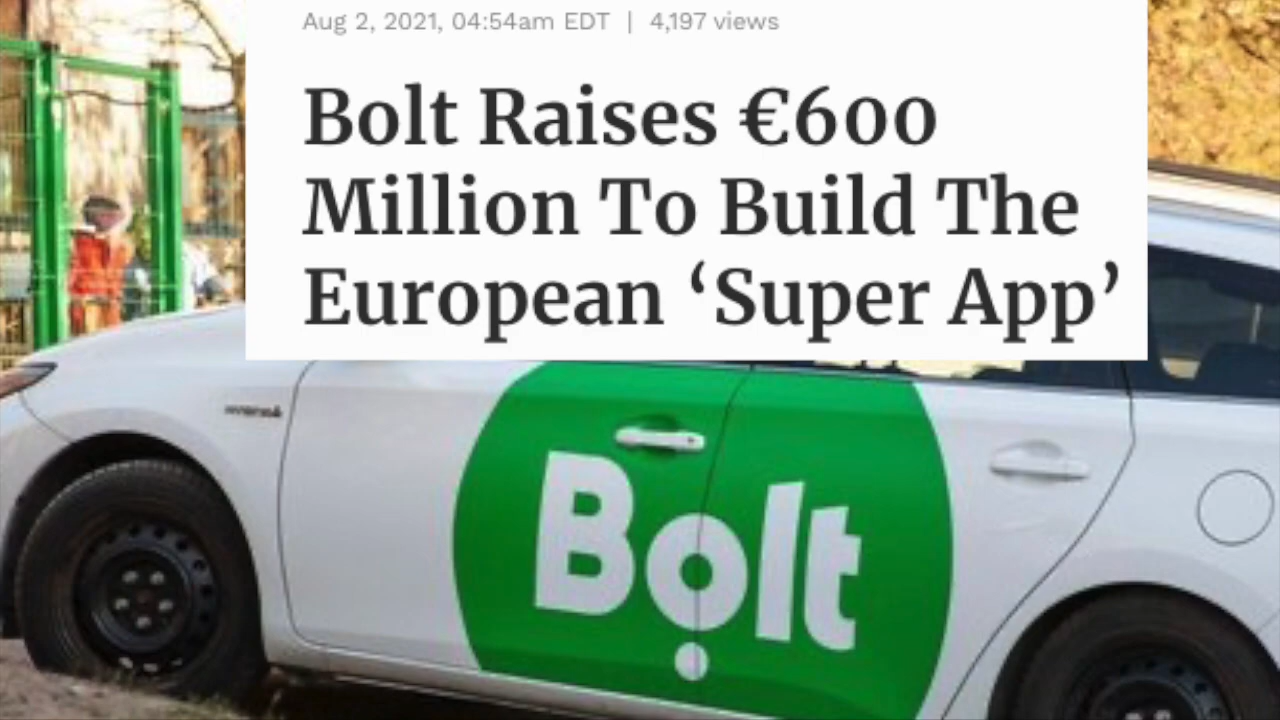 Aug 2, 2021, 04:54am EDT | 4,197 views
Bolt Raises €600
Million To Build The
European ‘Super App’
Bolt